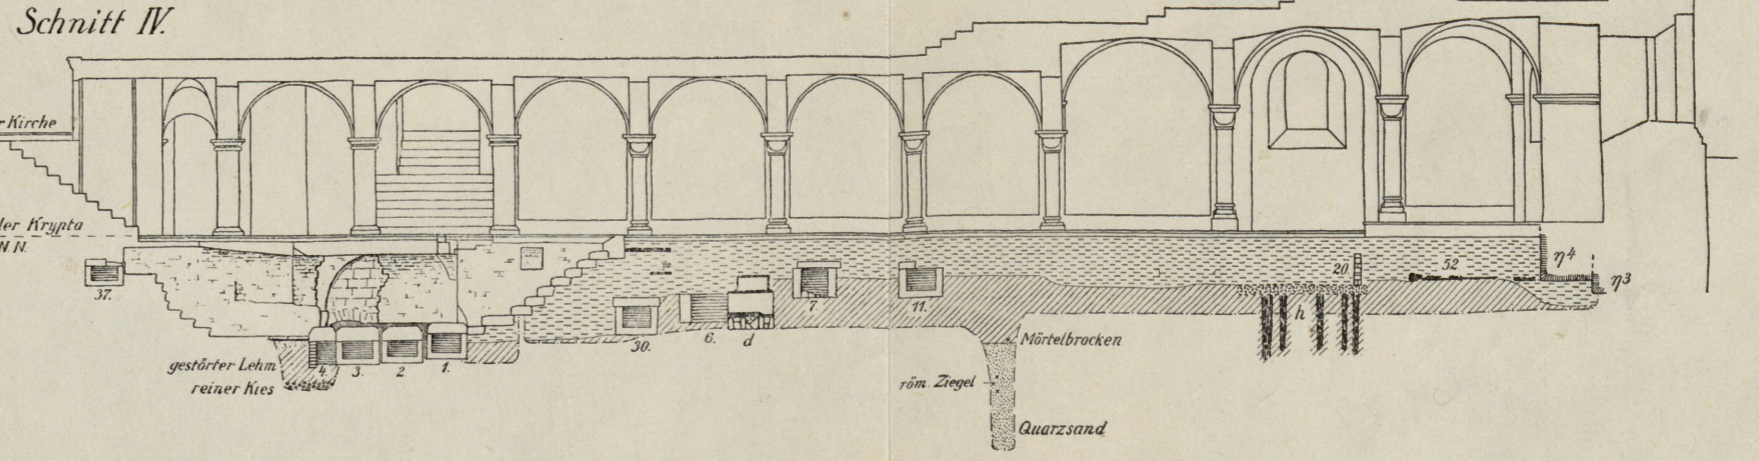 Schnitt IV.
r Kirche
der Krypta
N.N.
37.
gestörter Lehm
reiner Kies
4. 3. 2 1.
30. 6. d 7. 11.
Mörtelbrocken
röm. Ziegel
Quarzsand
20 h 52 η4 η3